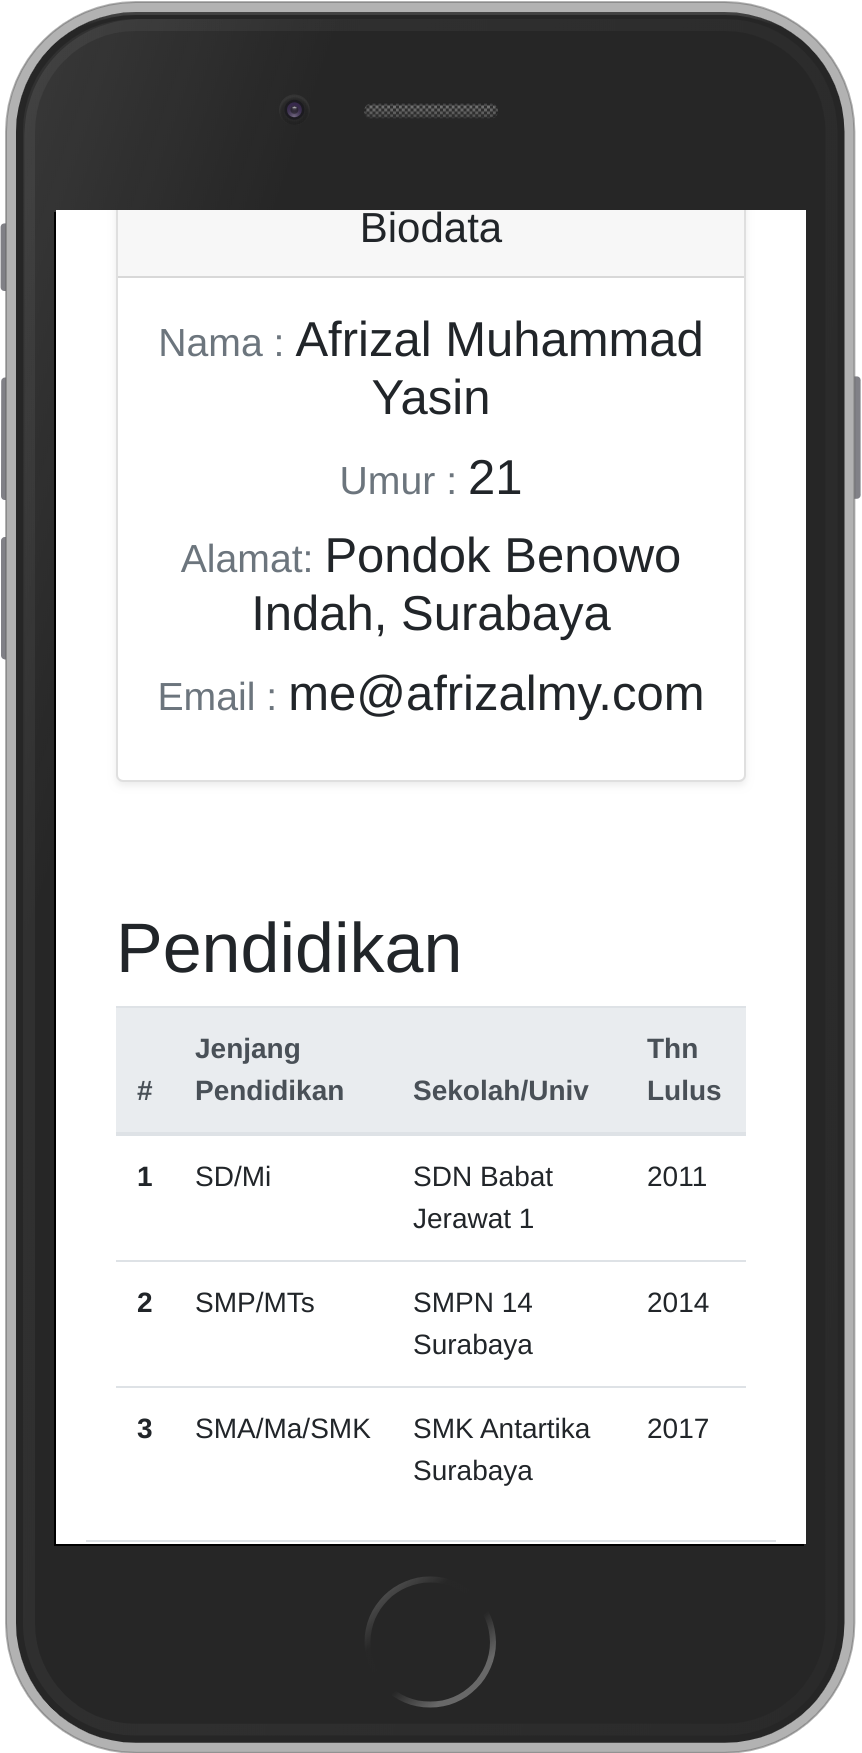 Biodata
Nama : Afrizal Muhammad
Yasin
Umur : 21
Alamat: Pondok Benowo
Indah, Surabaya
Email : me@afrizalmy.com
Pendidikan
# Jenjang Pendidikan Sekolah/Univ Thn Lulus
1 SD/Mi SDN Babat Jerawat 1 2011
2 SMP/MTs SMPN 14 Surabaya 2014
3 SMA/Ma/SMK SMK Antartika Surabaya 2017